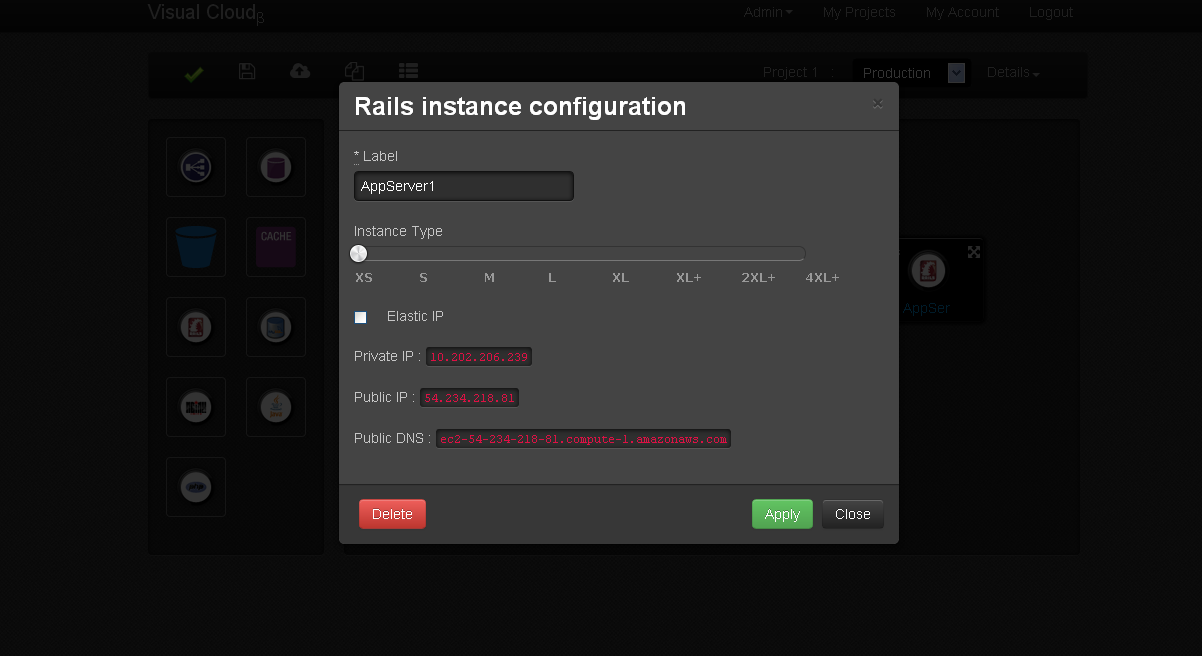 Visual Cloudβ
Admin
My Projects
My Account
Logout
Project 1 :
Production
Details
Rails instance configuration
×
* Label
AppServer1
Instance Type
XS S M L XL XL+ 2XL+ 4XL+
Elastic IP
Private IP : 10.202.206.239
Public IP : 54.234.218.81
Public DNS : ec2-54-234-218-81.compute-1.amazonaws.com
Delete
Apply
Close
CACHE
AppSer